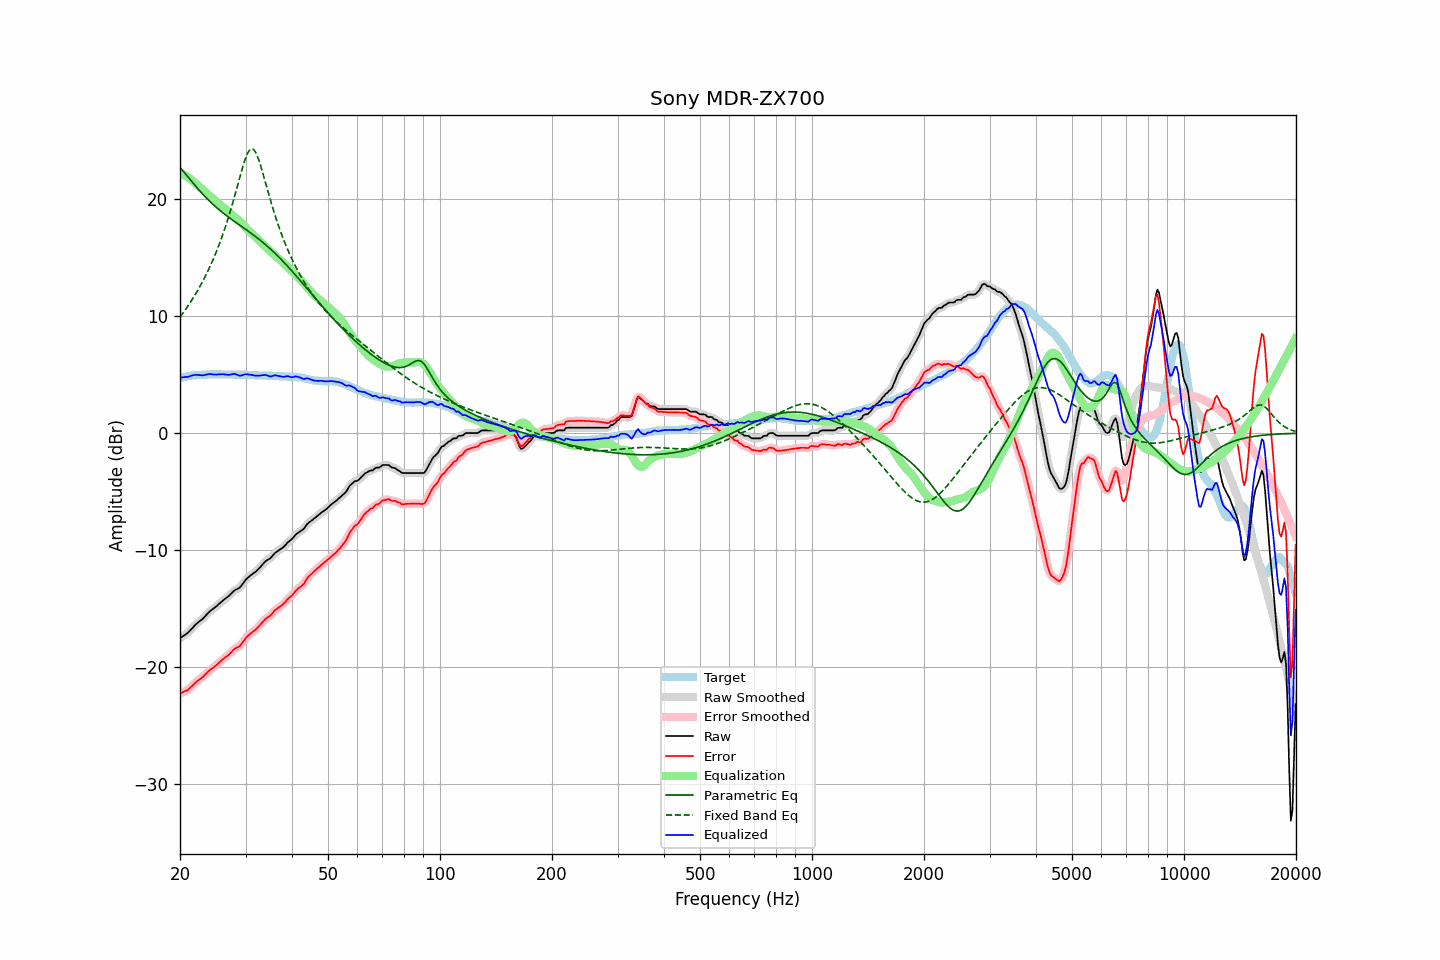 Sony MDR-ZX700
Amplitude (dBr)
20
10
0
−10
−20
−30
Target
Raw Smoothed
Error Smoothed
Raw
Error
Equalization
Parametric Eq
Fixed Band Eq
Equalized
20
50
100
200
500
1000
2000
5000
10000
20000
Frequency (Hz)